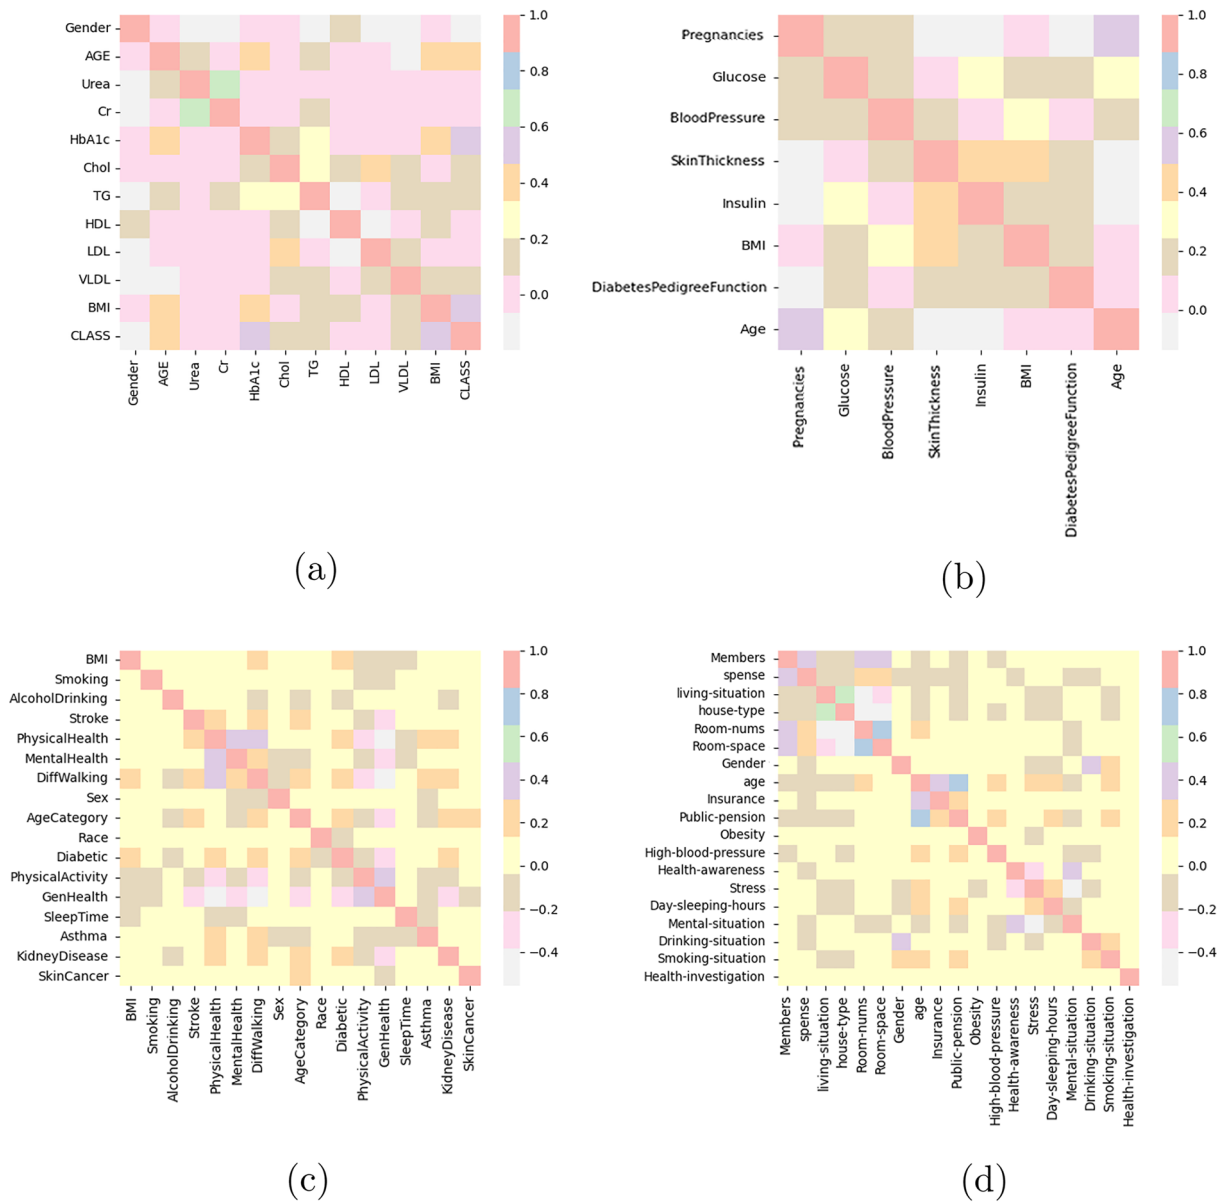 Gender
AGE
Urea
Cr
HbA1c
Chol
TG
HDL
LDL
VLDL
BMI
CLASS
Gender
AGE
Urea
Cr
HbA1c
Chol
TG
HDL
LDL
VLDL
BMI
CLASS
1.0
0.8
0.6
0.4
0.2
0.0
(a)
Pregnancies
Glucose
BloodPressure
SkinThickness
Insulin
BMI
DiabetesPedigreeFunction
Age
Pregnancies
Glucose
BloodPressure
SkinThickness
Insulin
BMI
DiabetesPedigreeFunction
Age
1.0
0.8
0.6
0.4
0.2
0.0
(b)
BMI
Smoking
AlcoholDrinking
Stroke
PhysicalHealth
MentalHealth
DiffWalking
Sex
AgeCategory
Race
Diabetic
PhysicalActivity
GenHealth
SleepTime
Asthma
KidneyDisease
SkinCancer
BMI
Smoking
AlcoholDrinking
Stroke
PhysicalHealth
MentalHealth
DiffWalking
Sex
AgeCategory
Race
Diabetic
PhysicalActivity
GenHealth
SleepTime
Asthma
KidneyDisease
SkinCancer
1.0
0.8
0.6
0.4
0.2
0.0
−0.2
−0.4
(c)
Members
spense
living-situation
house-type
Room-nums
Room-space
Gender
age
Insurance
Public-pension
Obesity
High-blood-pressure
Health-awareness
Stress
Day-sleeping-hours
Mental-situation
Drinking-situation
Smoking-situation
Health-investigation
Members
spense
living-situation
house-type
Room-nums
Room-space
Gender
age
Insurance
Public-pension
Obesity
High-blood-pressure
Health-awareness
Stress
Day-sleeping-hours
Mental-situation
Drinking-situation
Smoking-situation
Health-investigation
1.0
0.8
0.6
0.4
0.2
0.0
−0.2
−0.4
(d)